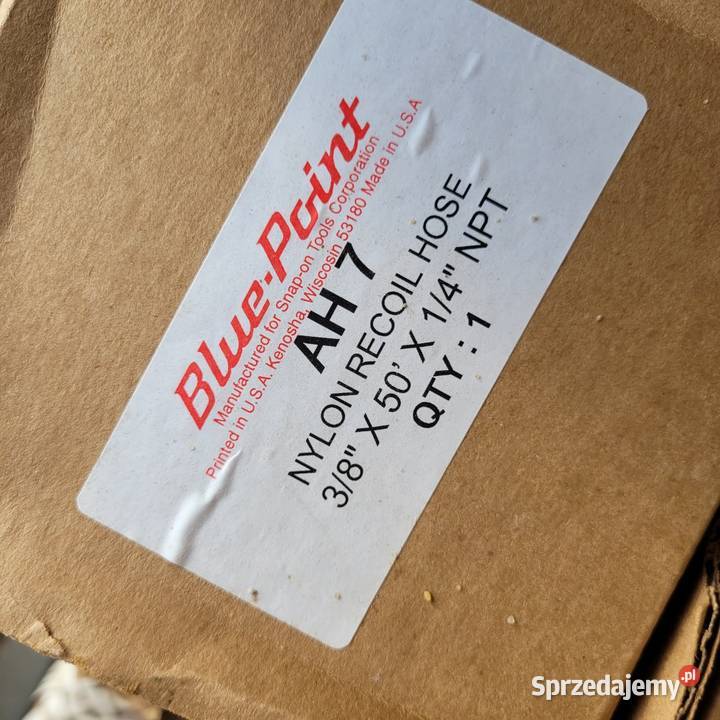 Blue-Point
Manufactured for Snap-on Tools Corporation
Printed in U.S.A. Kenosha, Wiscosin 53180 Made in U.S.A
AH 7
NYLON RECOIL HOSE
3/8" X 50' X 1/4" NPT
QTY : 1
Sprzedajemy.pl